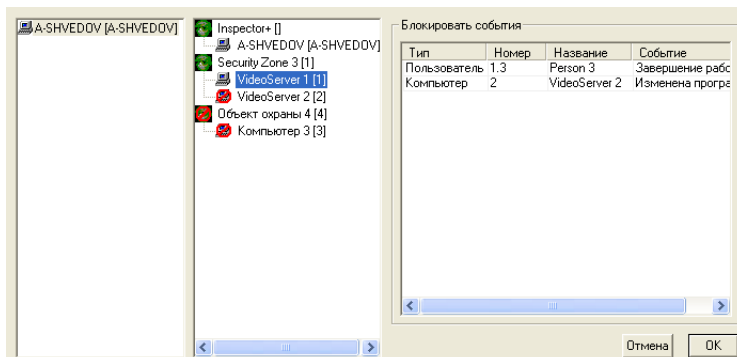 A-SHVEDOV [A-SHVEDOV]
Inspector+ []
A-SHVEDOV [A-SHVEDOV]
Security Zone 3 [1]
VideoServer 1 [1]
VideoServer 2 [2]
Объект охраны 4 [4]
Компьютер 3 [3]
Блокировать события
Тип Номер Название Событие
Пользователь 1.3 Person 3 Завершение рабо
Компьютер 2 VideoServer 2 Изменена програ
Отмена OK